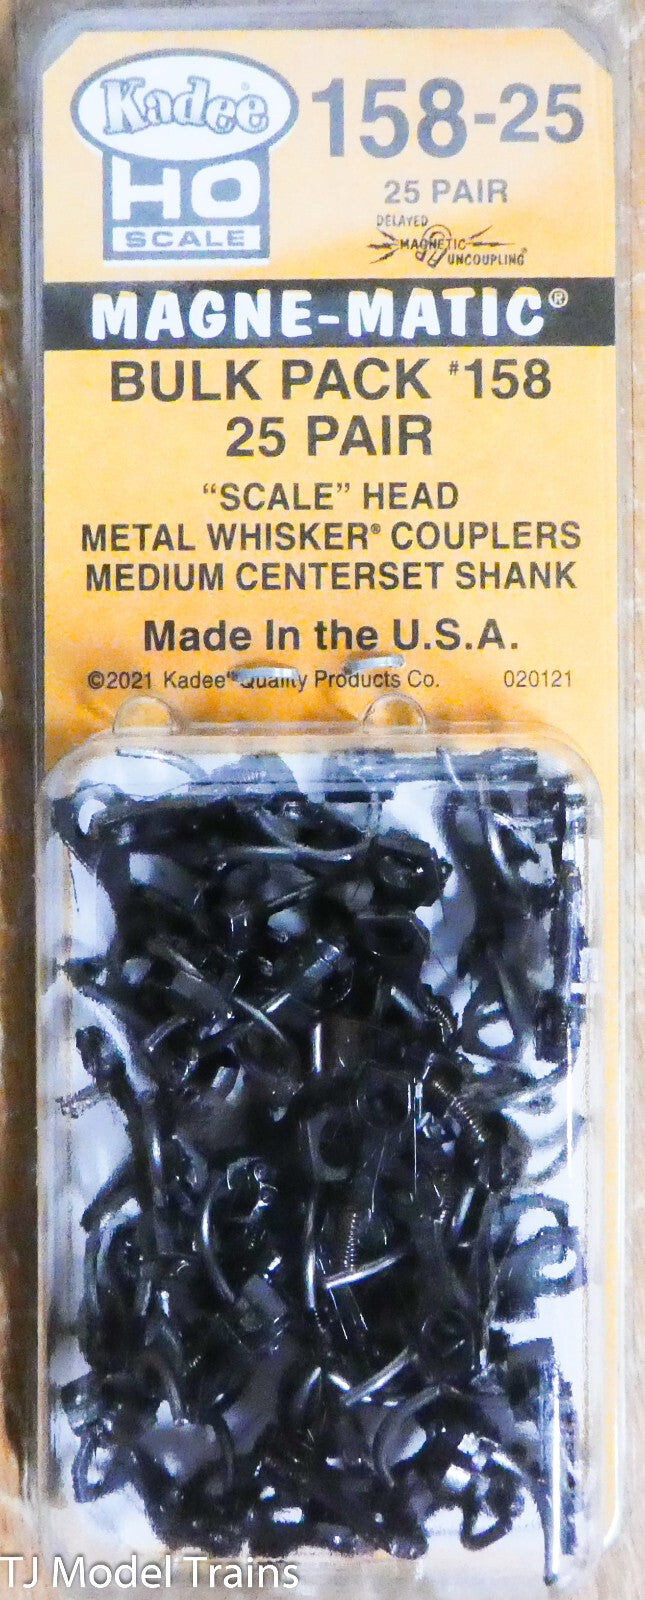 Kadee
HO
SCALE
158-25
25 PAIR
DELAYED
MAGNETIC
UNCOUPLING
MAGNE-MATIC®
BULK PACK #158
25 PAIR
“SCALE” HEAD
METAL WHISKER® COUPLERS
MEDIUM CENTERSET SHANK
Made In the U.S.A.
©2021 Kadee® Quality Products Co. 020121
TJ Model Trains